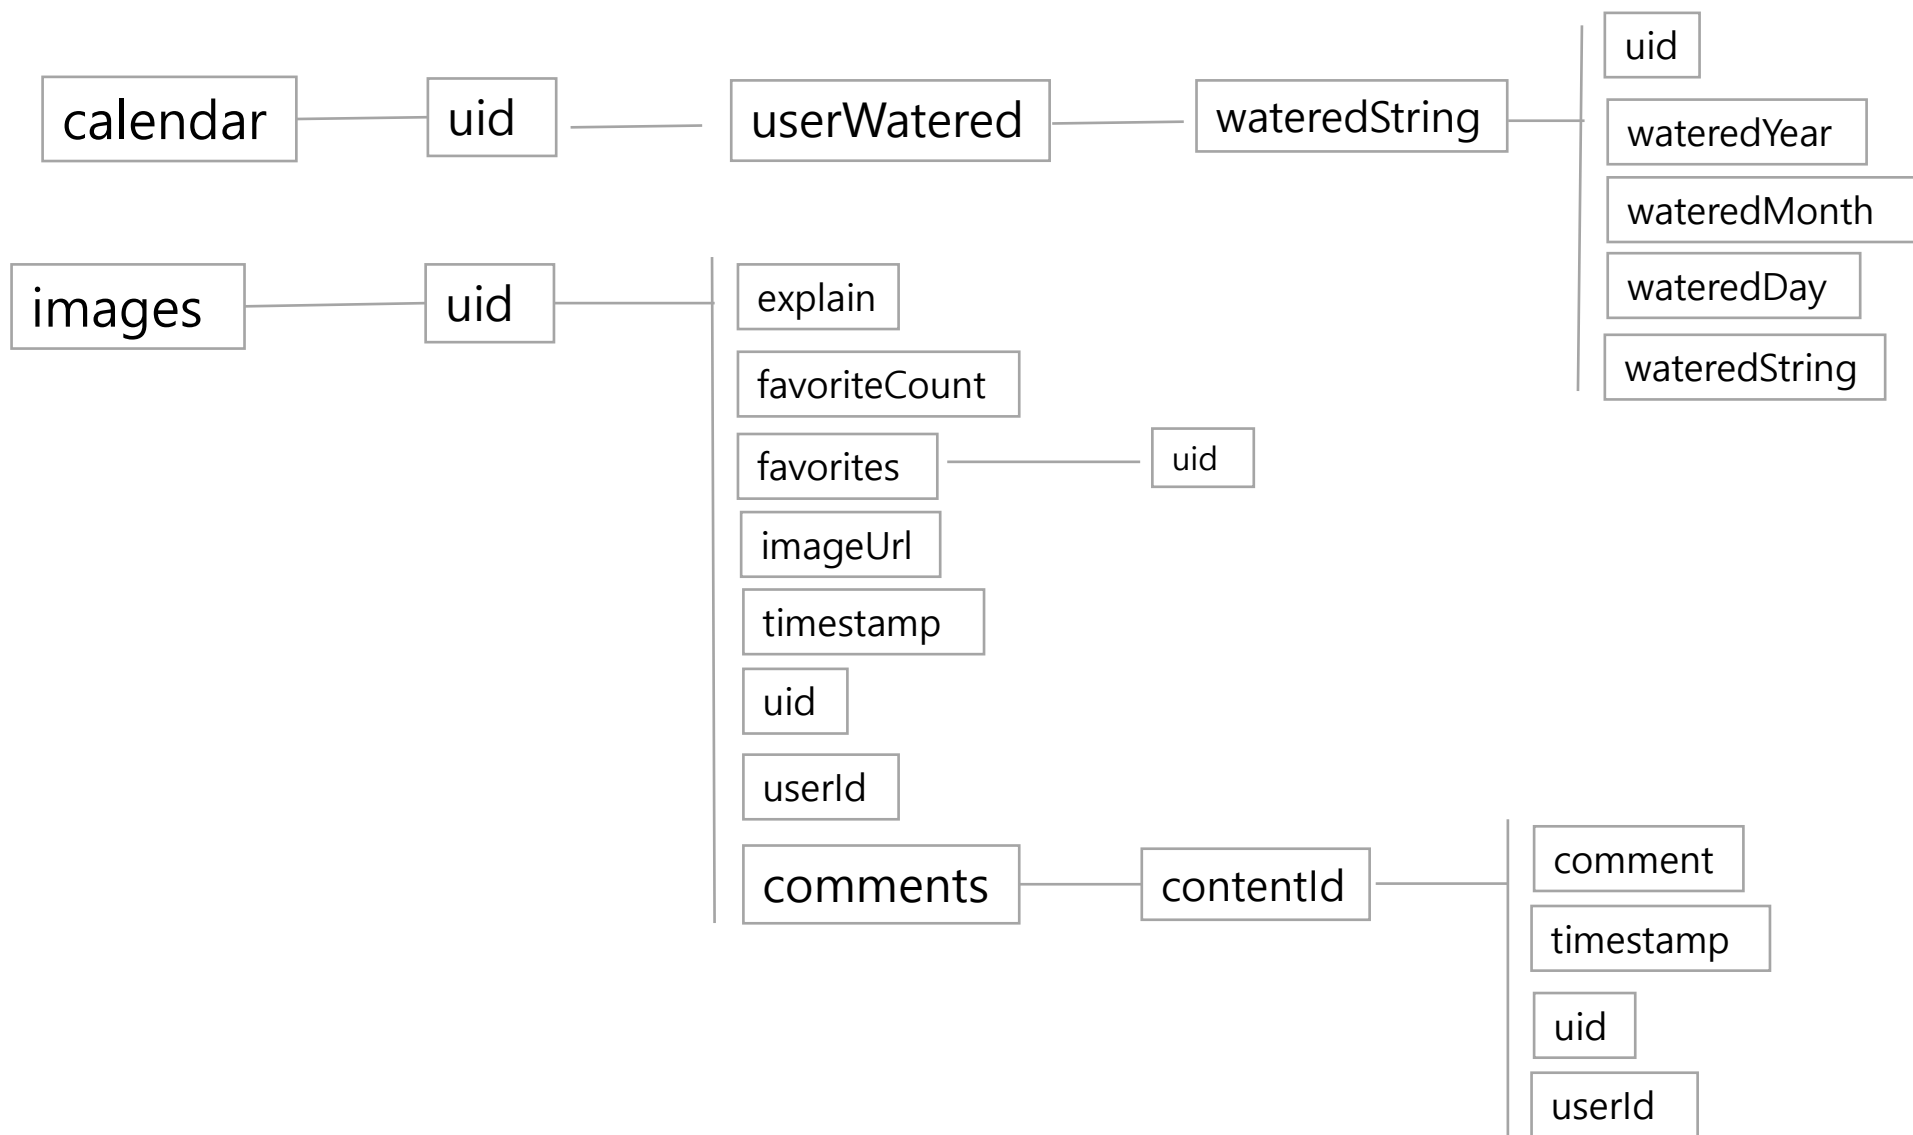 calendar
uid
userWatered
wateredString
uid
wateredYear
wateredMonth
wateredDay
wateredString
images
uid
explain
favoriteCount
favorites
uid
imageUrl
timestamp
uid
userId
comments
contentId
comment
timestamp
uid
userId